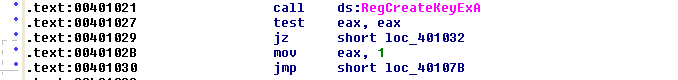 .text:00401021 call ds:RegCreateKeyExA
.text:00401027 test eax, eax
.text:00401029 jz short loc_401032
.text:0040102B mov eax, 1
.text:00401030 jmp short loc_40107B